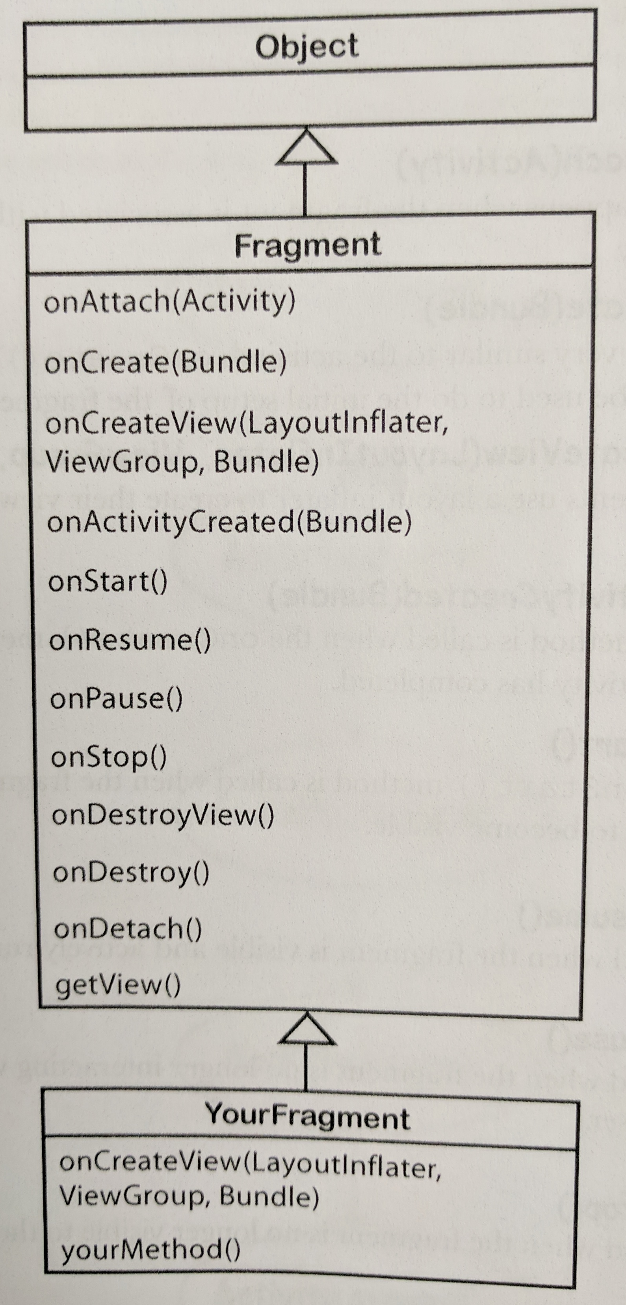 Object
Fragment
onAttach(Activity)
onCreate(Bundle)
onCreateView(LayoutInflater,
ViewGroup, Bundle)
onActivityCreated(Bundle)
onStart()
onResume()
onPause()
onStop()
onDestroyView()
onDestroy()
onDetach()
getView()
YourFragment
onCreateView(LayoutInflater,
ViewGroup, Bundle)
yourMethod()